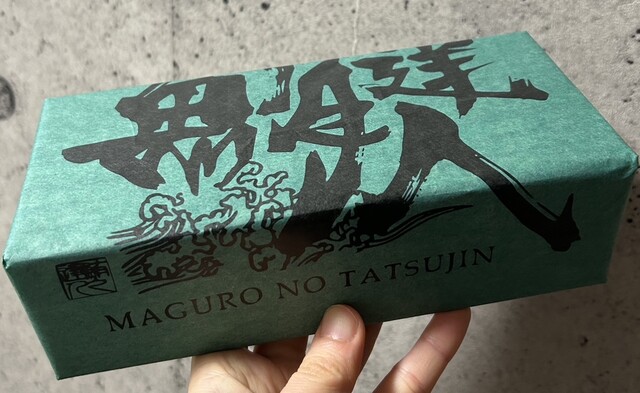 鮪達人
MAGURO NO TATSUJIN